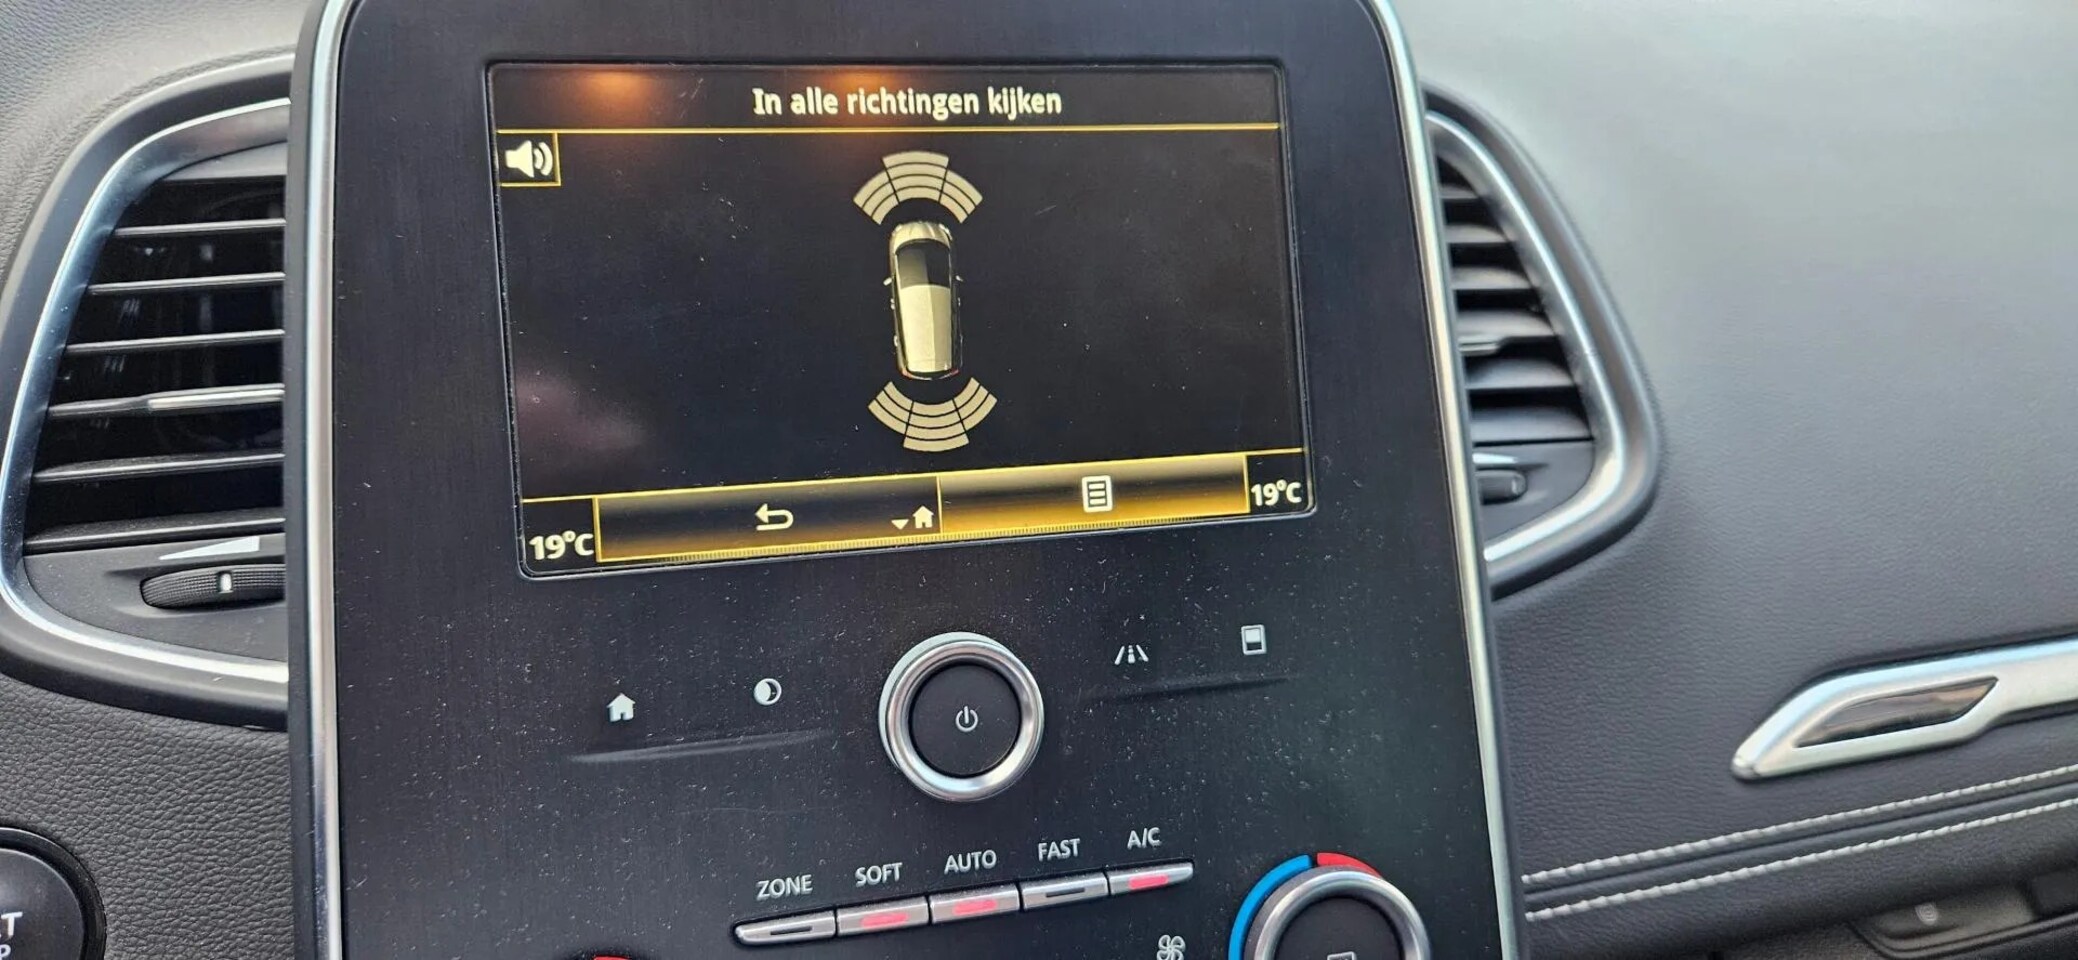 In alle richtingen kijken
19°C
19°C
ZONE
SOFT
AUTO
FAST
A/C